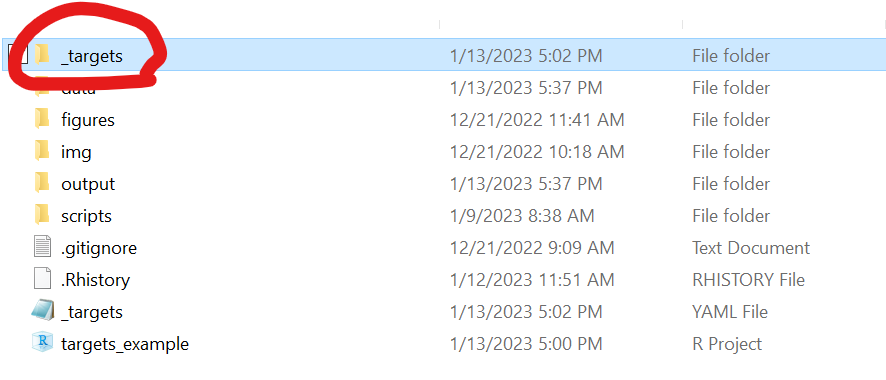 _targets 1/13/2023 5:02 PM File folder
data 1/13/2023 5:37 PM File folder
figures 12/21/2022 11:41 AM File folder
img 12/21/2022 10:18 AM File folder
output 1/13/2023 5:37 PM File folder
scripts 1/9/2023 8:38 AM File folder
.gitignore 12/21/2022 9:09 AM Text Document
.Rhistory 1/12/2023 11:51 AM RHISTORY File
_targets 1/13/2023 5:02 PM YAML File
targets_example 1/13/2023 5:00 PM R Project